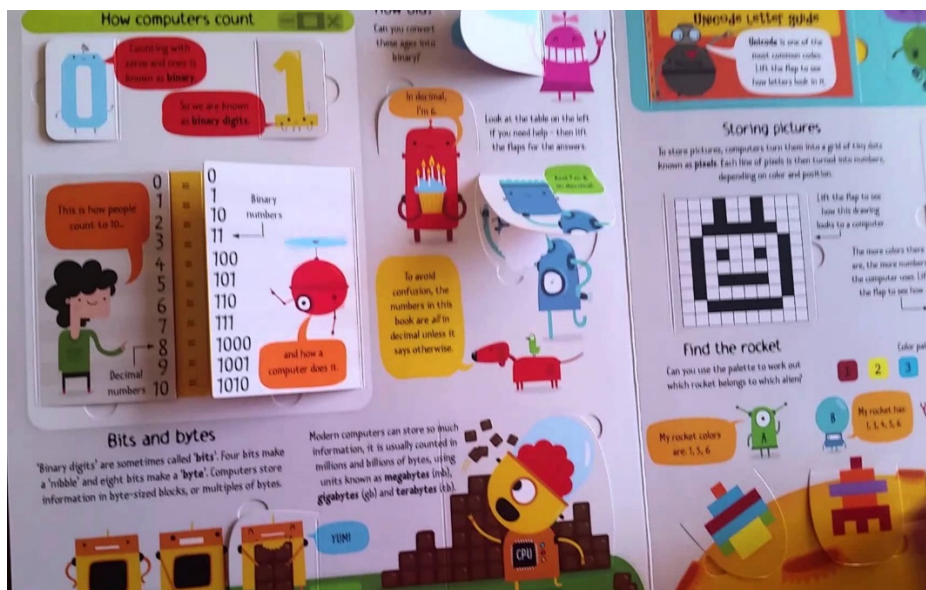 How computers count
0
Counting with
zeros and ones is
known as binary.
So we are known
as binary digits.
1
This is how people
count to 10...
0 = 0
1 = 1
2 = 10
3 = 11
4 = 100
5 = 101
6 = 110
7 = 111
8 = 1000
9 = 1001
10 = 1010
Binary
numbers
Decimal
numbers
and how a
computer does it.
Bits and bytes
'Binary digits' are sometimes called 'bits'. Four bits make
a 'nibble' and eight bits make a 'byte'. Computers store
information in byte-sized blocks, or multiples of bytes.
YUM!
Can you convert
these ages into
binary?
In decimal,
I'm 6.
Look at the table on the left
if you need help - then lift
the flaps for the answers.
To avoid
confusion, the
numbers in this
book are all in
decimal unless it
says otherwise.
Modern computers can store so much
information, it is usually counted in
millions and billions of bytes, using
units known as megabytes (mb),
gigabytes (gb) and terabytes (tb).
CPU
Unicode Letter guide
Unicode is one of the
most common codes.
Lift the flap to see
how letters look in it.
Storing pictures
To store pictures, computers turn them into a grid of tiny dots
known as pixels. Each line of pixels is then turned into numbers,
depending on color and position.
Lift the flap to see
how this drawing
looks to a computer.
The more colors there
are, the more numbers
the computer uses.
the flap to see how
Find the rocket
Can you use the palette to work out
which rocket belongs to which alien?
Color
1 2 3
My rocket colors
are: 1, 5, 6
A
B
My rocket has